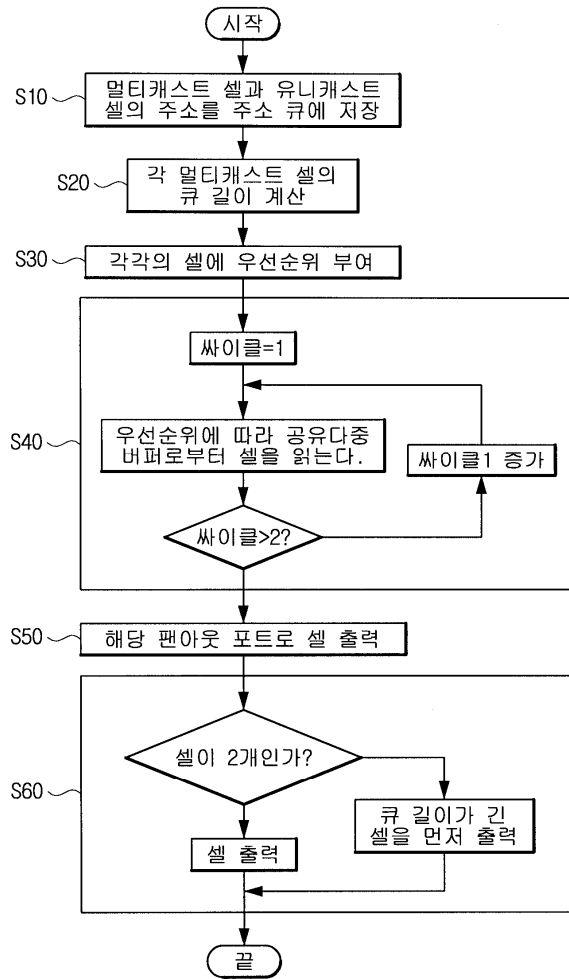 시작
S10
멀티캐스트 셀과 유니캐스트
셀의 주소를 주소 큐에 저장
S20
각 멀티캐스트 셀의
큐 길이 계산
S30
각각의 셀에 우선순위 부여
S40
싸이클=1
우선순위에 따라 공유다중
버퍼로부터 셀을 읽는다.
싸이클1 증가
싸이클>2?
S50
해당 팬아웃 포트로 셀 출력
S60
셀이 2개인가?
큐 길이가 긴
셀을 먼저 출력
셀 출력
끝